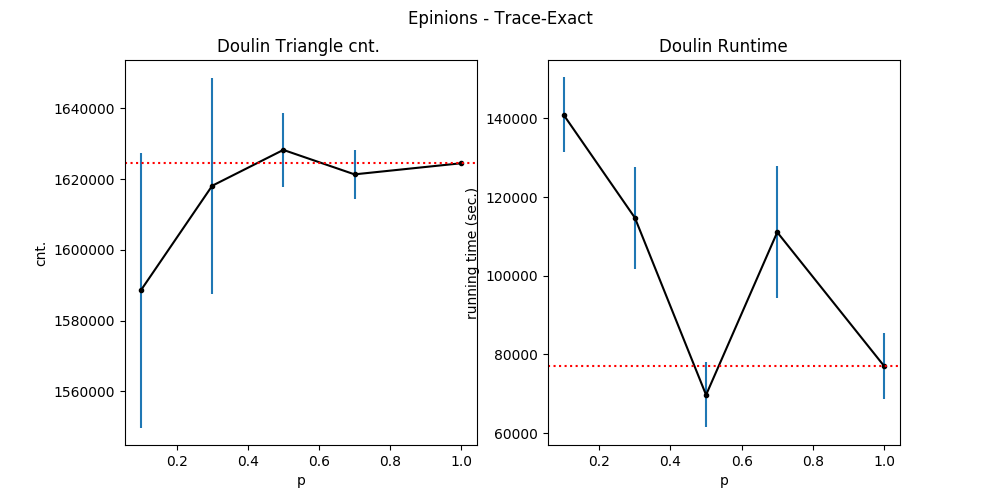 Epinions - Trace-Exact
Doulin Triangle cnt.
1640000
1620000
1600000
1580000
1560000
cnt.
0.2 0.4 0.6 0.8 1.0
p
Doulin Runtime
140000
120000
100000
80000
60000
running time (sec.)
0.2 0.4 0.6 0.8 1.0
p